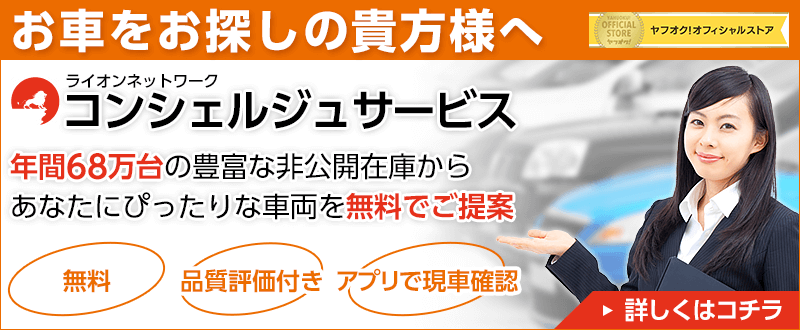 お車をお探しの貴方様へ
OFFICIAL
STORE
ヤフオク!
ヤフオク!オフィシャルストア
ライオンネットワーク
コンシェルジュサービス
年間68万台の豊富な非公開在庫から
あなたにぴったりな車両を無料でご提案
無料
品質評価付き
アプリで現車確認
詳しくはコチラ